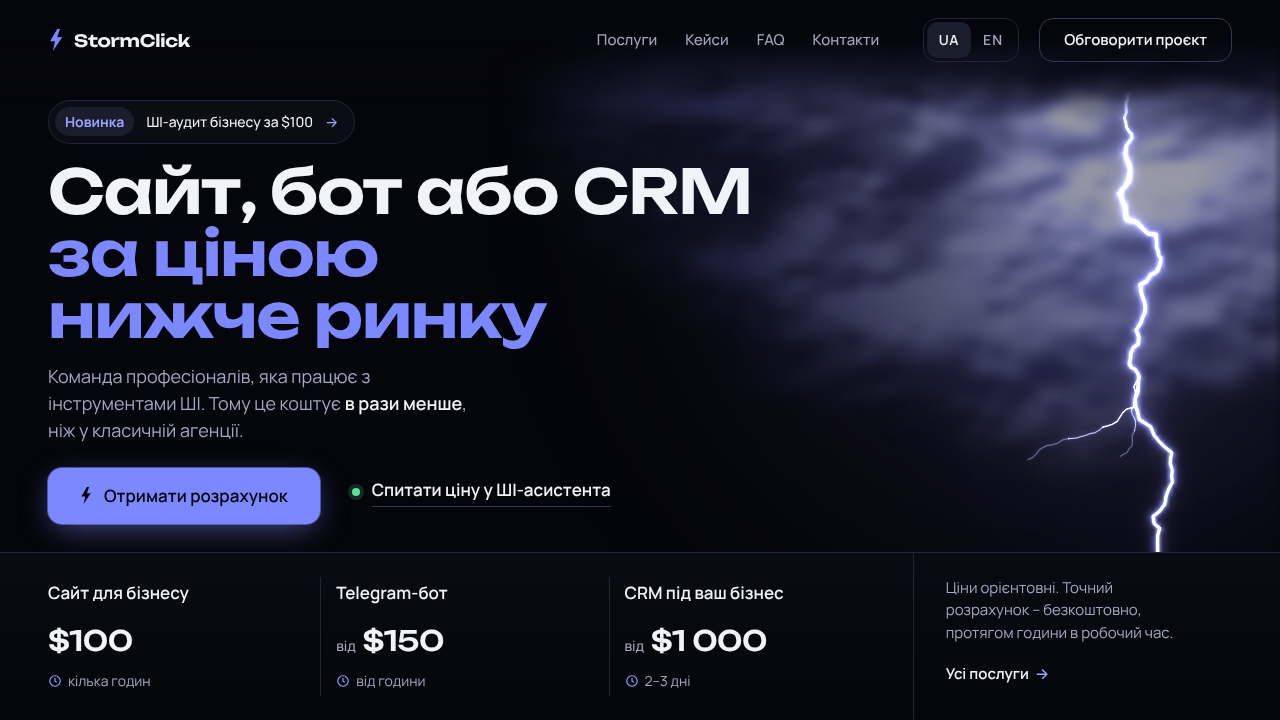 StormClick
Послуги
Кейси
FAQ
Контакти
UA
EN
Обговорити проєкт
Новинка
ШІ-аудит бізнесу за $100 →
Сайт, бот або CRM
за ціною
нижче ринку
Команда професіоналів, яка працює з
інструментами ШІ. Тому це коштує в рази менше,
ніж у класичній агенції.
Отримати розрахунок
Спитати ціну у ШІ-асистента
Сайт для бізнесу
$100
кілька годин
Telegram-бот
від $150
від години
CRM під ваш бізнес
від $1 000
2–3 дні
Ціни орієнтовні. Точний
розрахунок – безкоштовно,
протягом години в робочий час.
Усі послуги →